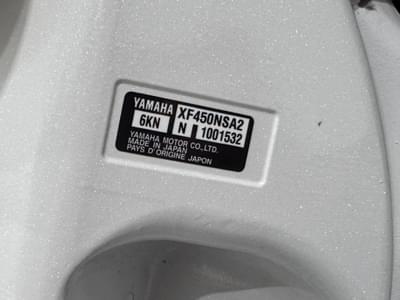 YAMAHA XF450NSA2
6KN N 1001532
YAMAHA MOTOR CO.,LTD.
MADE IN JAPAN
PAYS D'ORIGINE JAPON